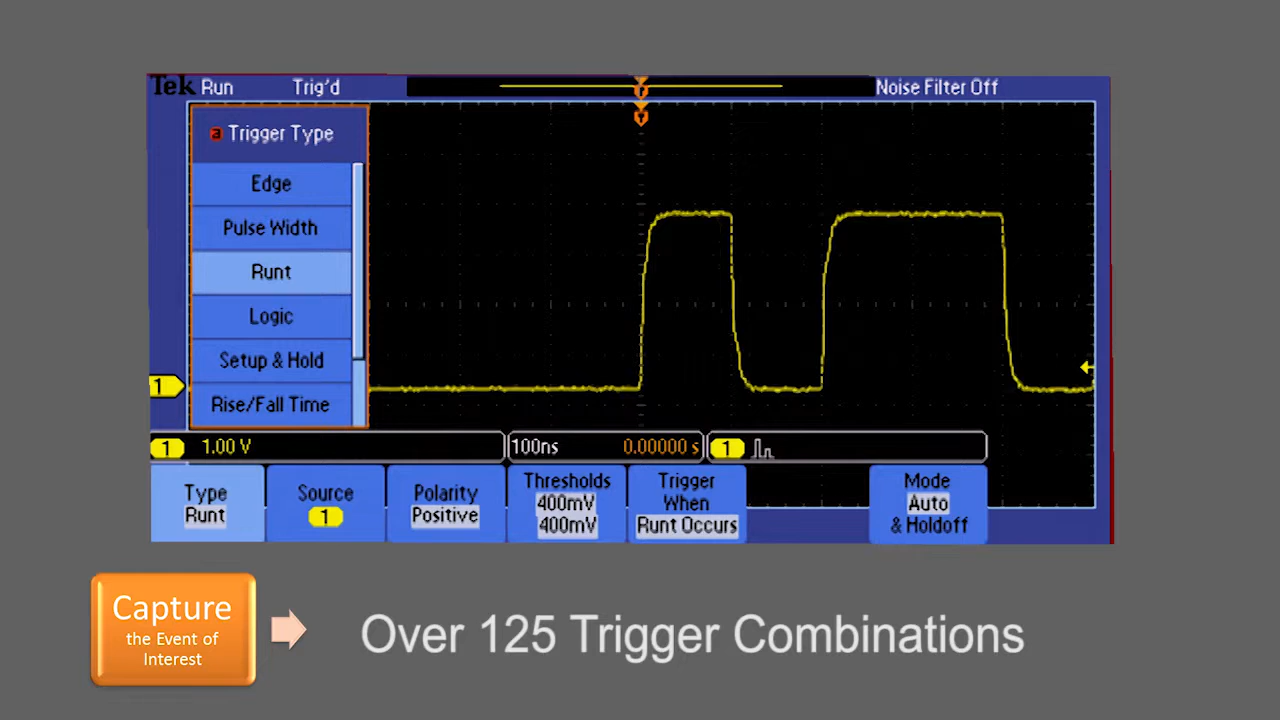 Tek Run Trig'd Noise Filter Off
a Trigger Type
Edge
Pulse Width
Runt
Logic
Setup & Hold
Rise/Fall Time
1
1 1.00 V 100ns 0.00000 s 1
Type
Runt
Source
1
Polarity
Positive
Thresholds
400mV
400mV
Trigger
When
Runt Occurs
Mode
Auto
& Holdoff
Capture
the Event of
Interest
Over 125 Trigger Combinations